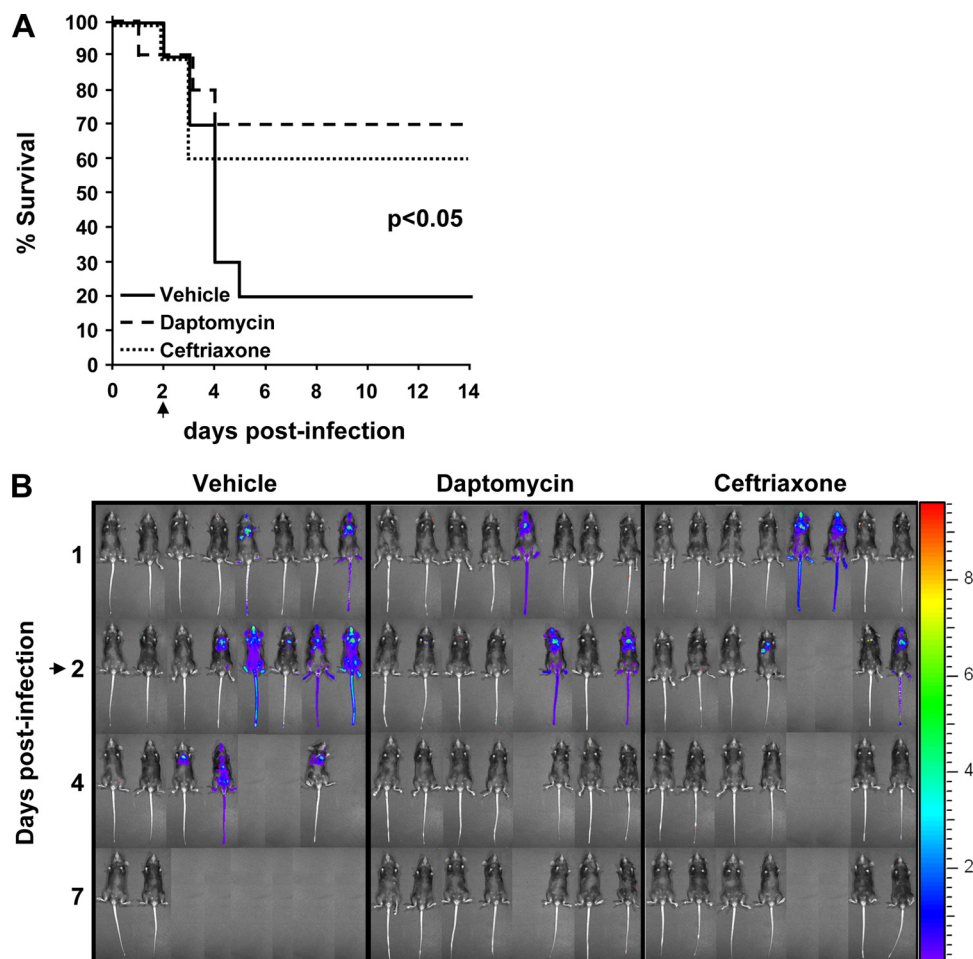 A
100
90
80
70
60
50
40
30
20
10
0
% Survival
p<0.05
Vehicle
Daptomycin
Ceftriaxone
0 2 4 6 8 10 12 14
days post-infection
B
Vehicle Daptomycin Ceftriaxone
Days post-infection
1
2
4
7
8
6
4
2